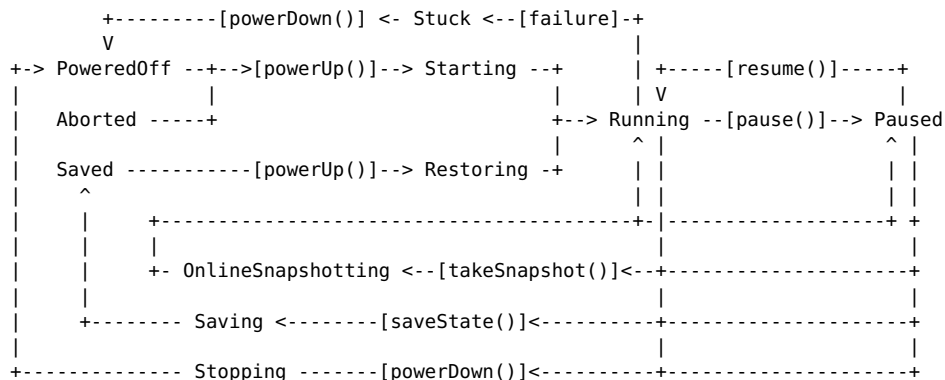 +---------[powerDown()] <- Stuck <--[failure]-+
V |
+-> PoweredOff --+-->[powerUp()]--> Starting --+ | +-----[resume()]-----+
| | | | V |
| Aborted -----+ +--> Running --[pause()]--> Paused
| | ^ | ^ |
| Saved -----------[powerUp()]--> Restoring -+ | | | |
| ^ | | | |
| | +-----------------------------------------+-|-------------------+ +
| | | | |
| | +- OnlineSnapshotting <--[takeSnapshot()]<--+---------------------+
| | | |
| +-------- Saving <--------[saveState()]<----------+---------------------+
| | |
+-------------- Stopping -------[powerDown()]<----------+---------------------+